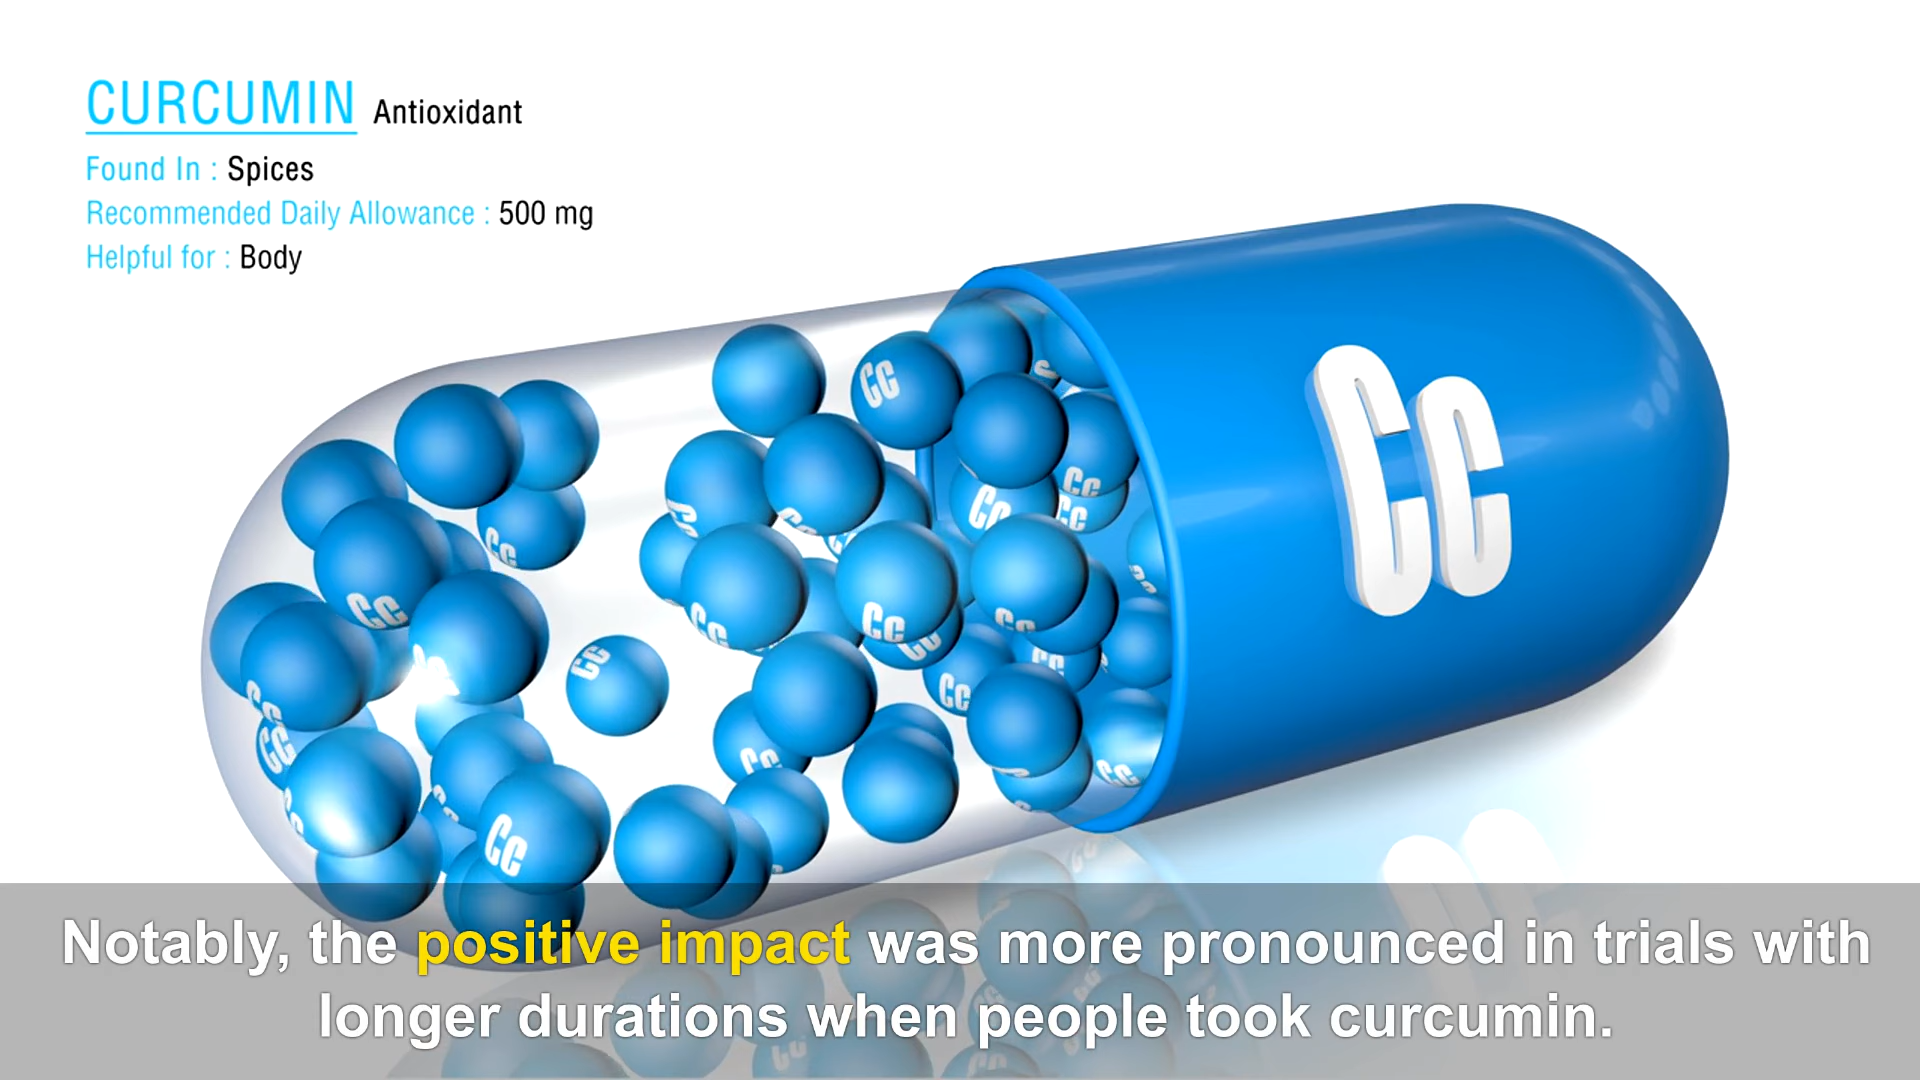 CURCUMIN Antioxidant
Found In : Spices
Recommended Daily Allowance : 500 mg
Helpful for : Body
Cc
Notably, the positive impact was more pronounced in trials with
longer durations when people took curcumin.